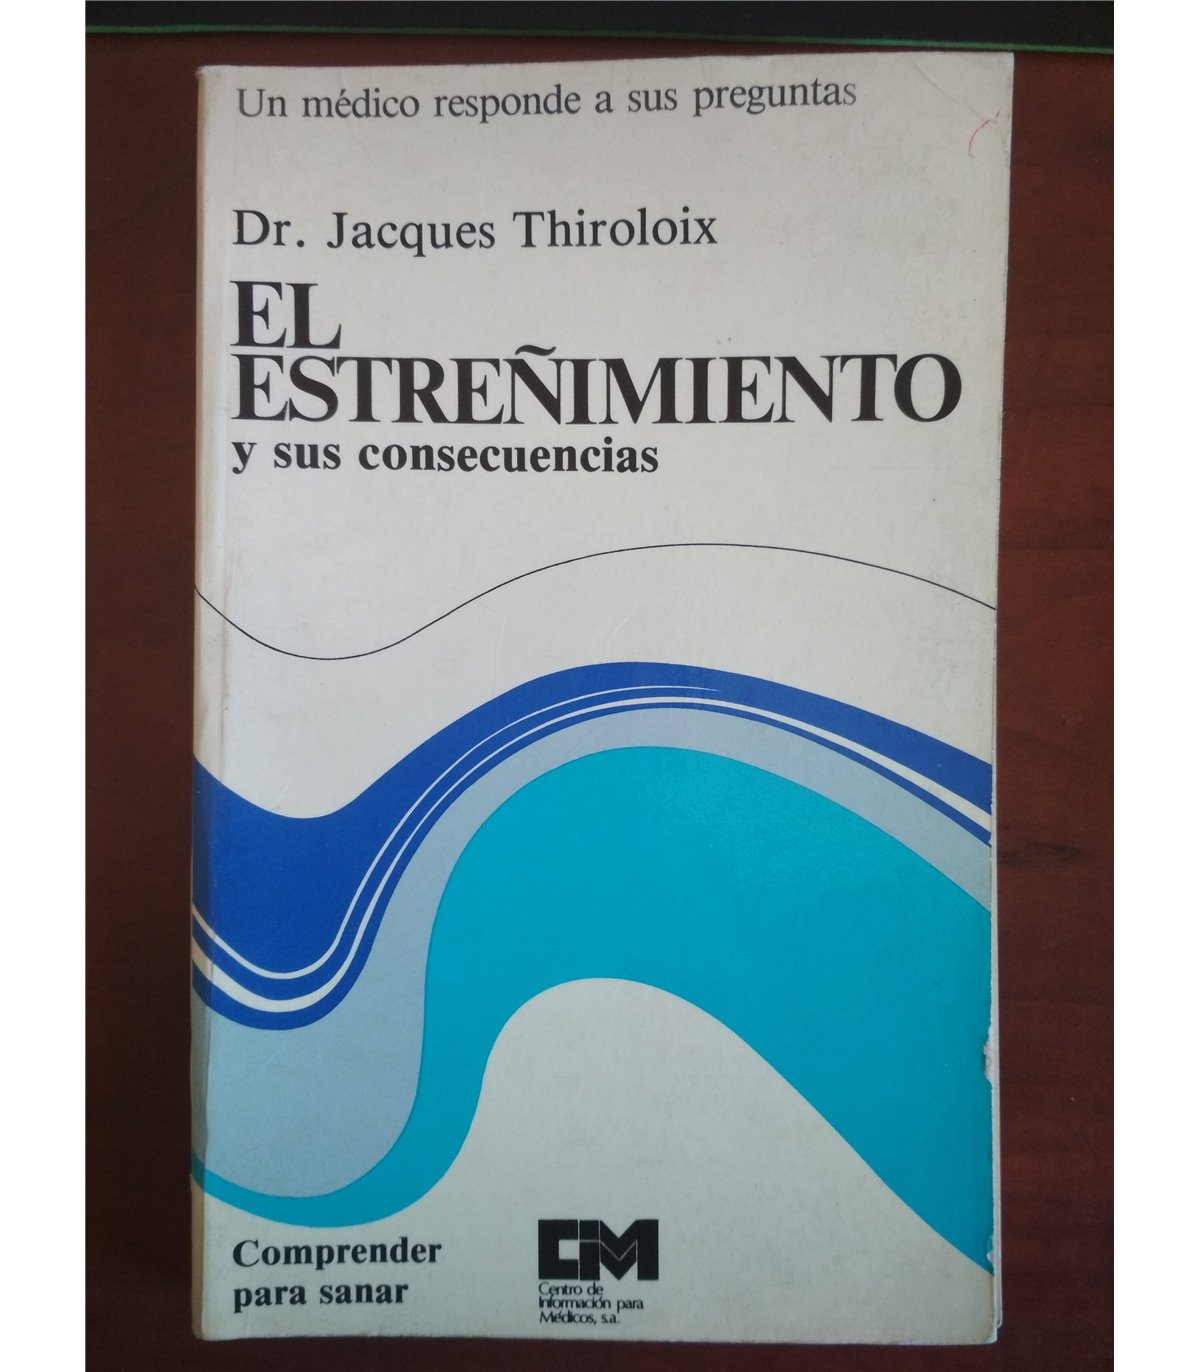 Un médico responde a sus preguntas
Dr. Jacques Thiroloix
EL
ESTREÑIMIENTO
y sus consecuencias
Comprender
para sanar
CiM
Centro de
Información para
Médicos, s.a.